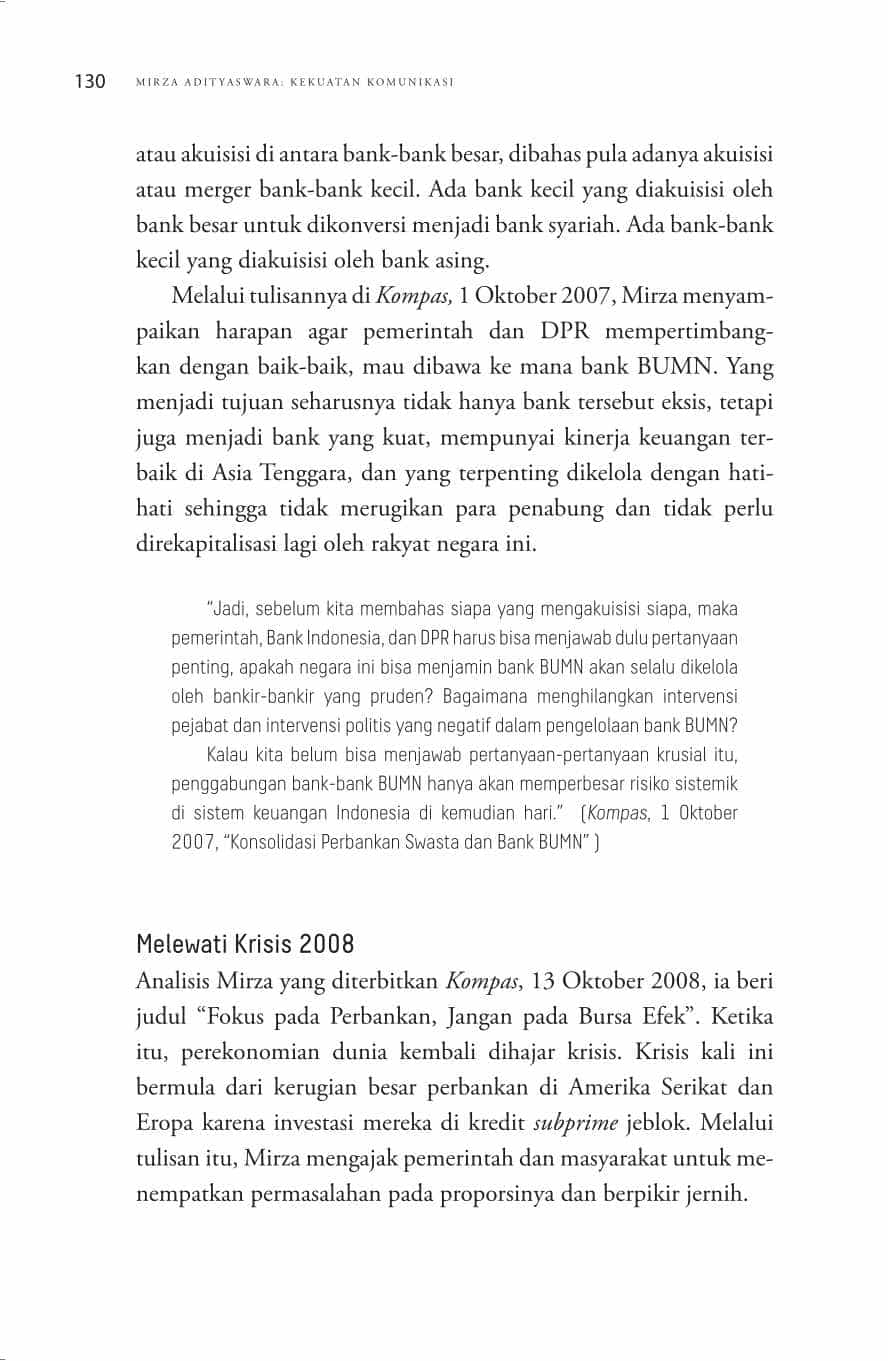 130 MIRZA ADITYASWARA: KEKUATAN KOMUNIKASI
atau akuisisi di antara bank-bank besar, dibahas pula adanya akuisisi
atau merger bank-bank kecil. Ada bank kecil yang diakuisisi oleh
bank besar untuk dikonversi menjadi bank syariah. Ada bank-bank
kecil yang diakuisisi oleh bank asing.
Melalui tulisannya di Kompas, 1 Oktober 2007, Mirza menyam-
paikan harapan agar pemerintah dan DPR mempertimbang-
kan dengan baik-baik, mau dibawa ke mana bank BUMN. Yang
menjadi tujuan seharusnya tidak hanya bank tersebut eksis, tetapi
juga menjadi bank yang kuat, mempunyai kinerja keuangan ter-
baik di Asia Tenggara, dan yang terpenting dikelola dengan hati-
hati sehingga tidak merugikan para penabung dan tidak perlu
direkapitalisasi lagi oleh rakyat negara ini.
“Jadi, sebelum kita membahas siapa yang mengakuisisi siapa, maka
pemerintah, Bank Indonesia, dan DPR harus bisa menjawab dulu pertanyaan
penting, apakah negara ini bisa menjamin bank BUMN akan selalu dikelola
oleh bankir-bankir yang pruden? Bagaimana menghilangkan intervensi
pejabat dan intervensi politis yang negatif dalam pengelolaan bank BUMN?
Kalau kita belum bisa menjawab pertanyaan-pertanyaan krusial itu,
penggabungan bank-bank BUMN hanya akan memperbesar risiko sistemik
di sistem keuangan Indonesia di kemudian hari.” (Kompas, 1 Oktober
2007, “Konsolidasi Perbankan Swasta dan Bank BUMN” )
Melewati Krisis 2008
Analisis Mirza yang diterbitkan Kompas, 13 Oktober 2008, ia beri
judul “Fokus pada Perbankan, Jangan pada Bursa Efek”. Ketika
itu, perekonomian dunia kembali dihajar krisis. Krisis kali ini
bermula dari kerugian besar perbankan di Amerika Serikat dan
Eropa karena investasi mereka di kredit subprime jeblok. Melalui
tulisan itu, Mirza mengajak pemerintah dan masyarakat untuk me-
nempatkan permasalahan pada proporsinya dan berpikir jernih.